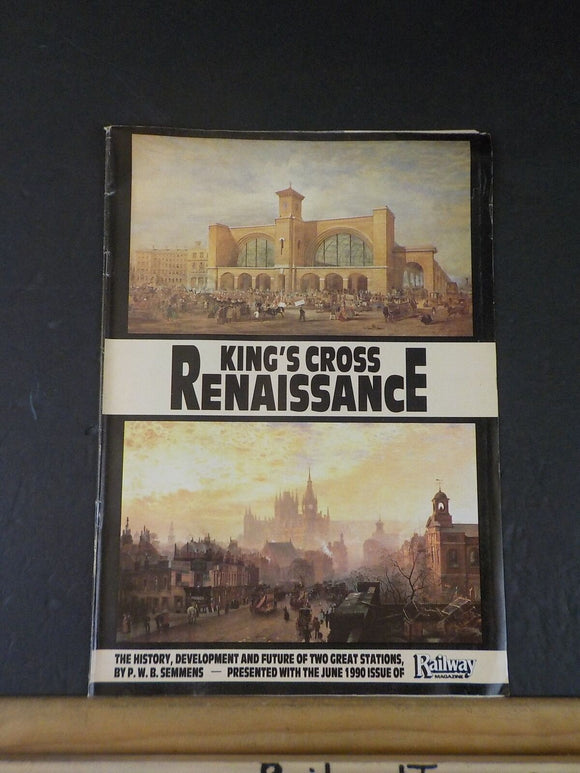 KING'S CROSS
RENAISSANCE
THE HISTORY, DEVELOPMENT AND FUTURE OF TWO GREAT STATIONS,
BY P. W. B. SEMMENS — PRESENTED WITH THE JUNE 1990 ISSUE OF
Railway
MAGAZINE